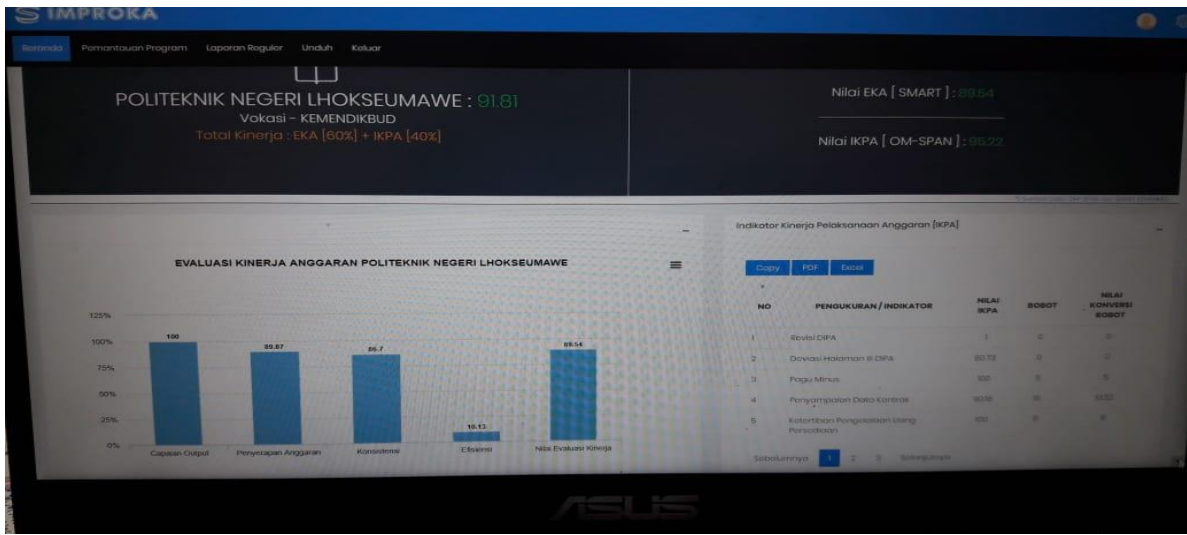 SIMPROKA
Beranda Pemantauan Program Laporan Reguler Unduh Keluar
POLITEKNIK NEGERI LHOKSEUMAWE : 91.81
Vokasi - KEMENDIKBUD
Total Kinerja : EKA [60%] + IKPA [40%]
Nilai EKA [ SMART ] : 89.54
Nilai IKPA [ OM-SPAN ] : 95.22
EVALUASI KINERJA ANGGARAN POLITEKNIK NEGERI LHOKSEUMAWE
125%
100%
75%
50%
25%
0%
100
89.87
86.7
10.13
89.54
Capaian Output
Penyerapan Anggaran
Konsistensi
Efisiensi
Nilai Evaluasi Kinerja
Indikator Kinerja Pelaksanaan Anggaran [IKPA]
Copy PDF Excel
NO PENGUKURAN / INDIKATOR NILAI IKPA BOBOT NILAI KONVERSI BOBOT
1 Revisi DIPA
2 Deviasi Halaman III DIPA
3 Pagu Minus 100
4 Penyampaian Data Kontrak
5 Ketertiban Pengelolaan Uang
Persediaan
Sebelumnya 1 2 3 Selanjutnya
ASUS